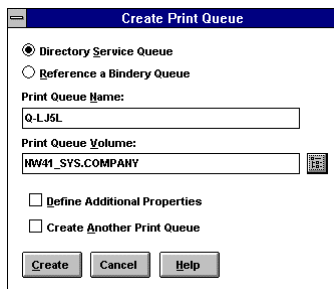 Create Print Queue
Directory Service Queue
Reference a Bindery Queue
Print Queue Name:
Q-LJ5L
Print Queue Volume:
NW41_SYS.COMPANY
Define Additional Properties
Create Another Print Queue
Create Cancel Help